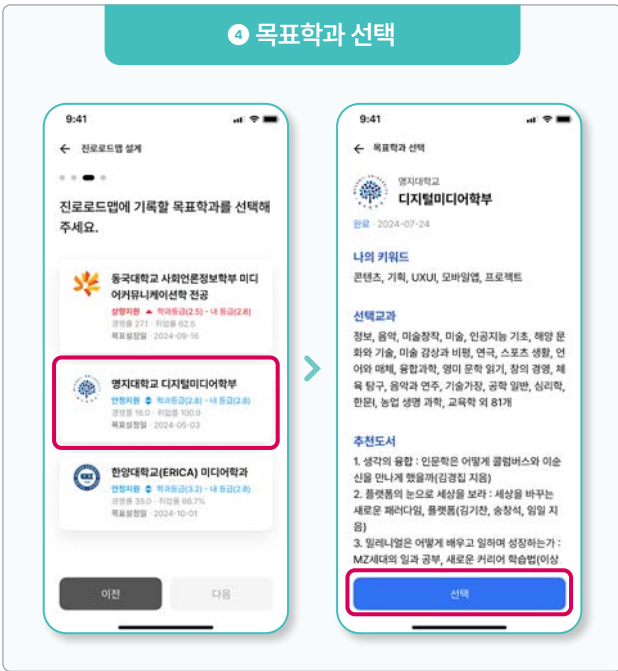 4 목표학과 선택
9:41
← 진로로드맵 설계
진로로드맵에 기록할 목표학과를 선택해
주세요.
동국대학교 사회언론정보학부 미디
어커뮤니케이션학 전공
상향지원 학과등급(2.5) - 내 등급(2.8)
경쟁률 27.1 · 취업률 62.5
목표설정일 · 2024-09-16
명지대학교 디지털미디어학부
안정지원 학과등급(2.8) - 내 등급(2.8)
경쟁률 16.0 · 취업률 100.0
목표설정일 · 2024-05-03
한양대학교(ERICA) 미디어학과
안정지원 학과등급(3.2) - 내 등급(2.8)
경쟁률 35.0 · 취업률 66.7%
목표설정일 · 2024-10-01
이전
다음
9:41
← 목표학과 선택
명지대학교
디지털미디어학부
완료 · 2024-07-24
나의 키워드
콘텐츠, 기획, UXUI, 모바일앱, 프로젝트
선택교과
정보, 음악, 미술창작, 미술, 인공지능 기초, 해양 문
화와 기술, 미술 감상과 비평, 연극, 스포츠 생활, 언
어와 매체, 융합과학, 영미 문학 읽기, 창의 경영, 체
육 탐구, 음악과 연주, 기술가정, 공학 일반, 심리학,
한문I, 농업 생명 과학, 교육학 외 81개
추천도서
1. 생각의 융합 : 인문학은 어떻게 콜럼버스와 이순
신을 만나게 했을까(김경집 지음)
2. 플랫폼의 눈으로 세상을 보라 : 세상을 바꾸는
새로운 패러다임, 플랫폼(김기찬, 송창석, 임일 지
음)
3. 밀레니얼은 어떻게 배우고 일하며 성장하는가 :
MZ세대의 일과 공부, 새로운 커리어 학습법(이상
선택